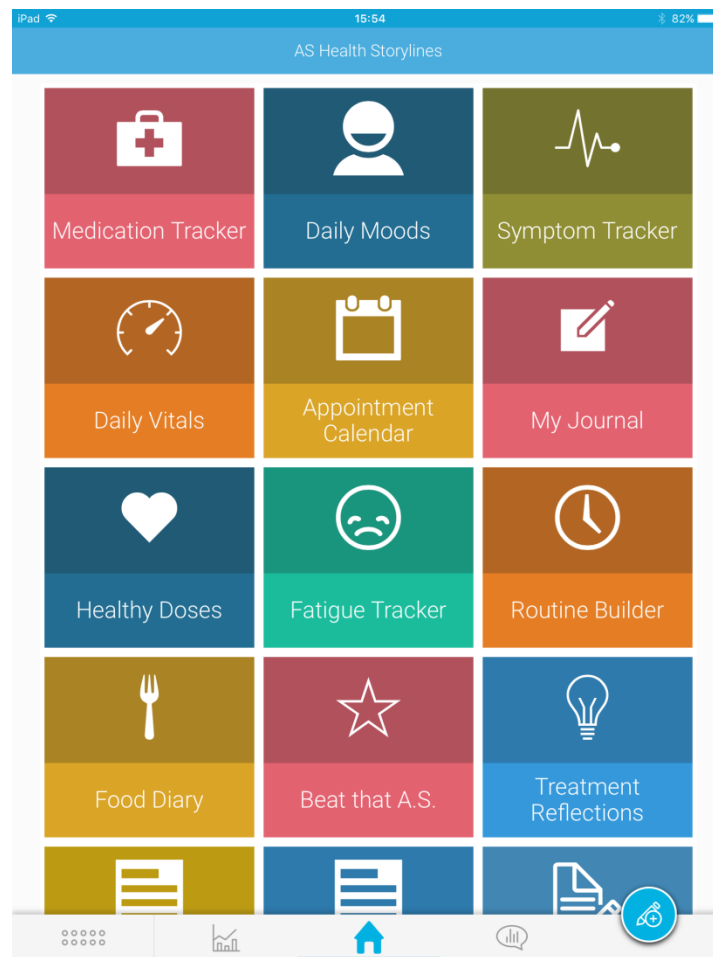 iPad 15:54 82%
AS Health Storylines
Medication Tracker Daily Moods Symptom Tracker
Daily Vitals Appointment Calendar My Journal
Healthy Doses Fatigue Tracker Routine Builder
Food Diary Beat that A.S. Treatment Reflections